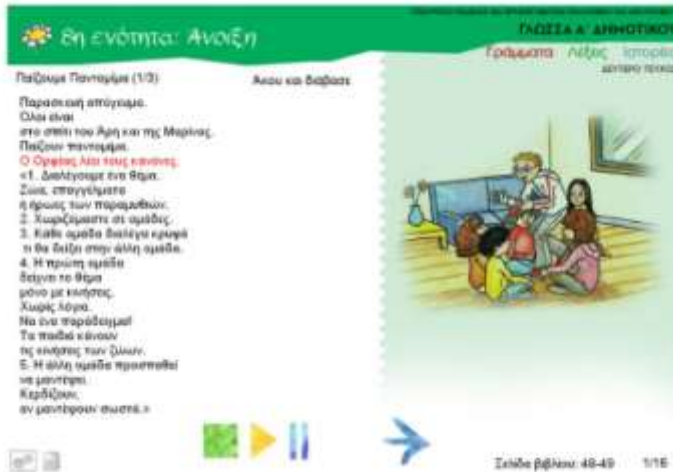 8η ενότητα: Άνοιξη
ΓΛΩΣΣΑ Α' ΔΗΜΟΤΙΚΟΥ
Γράμματα Λέξεις Ιστορίες
ΔΕΥΤΕΡΟ ΤΕΥΧΟΣ
Παίζουμε Παντομίμα (1/3)
Άκου και διάβασε
Παρασκευή απόγευμα.
Όλοι είναι
στο σπίτι του Άρη και της Μαρίνας.
Παίζουν παντομίμα.
Ο Ορφέας λέει τους κανόνες.
«1. Διαλέγουμε ένα θέμα.
Ζώα, επαγγέλματα
ή ήρωες των παραμυθιών.
2. Χωριζόμαστε σε ομάδες.
3. Κάθε ομάδα διαλέγει κρυφά
τι θα δείξει στην άλλη ομάδα.
4. Η πρώτη ομάδα
δείχνει το θέμα
μόνο με κινήσεις.
Χωρίς λόγια.
Να ένα παράδειγμα!
Τα παιδιά κάνουν
τις κινήσεις των ζώων.
5. Η άλλη ομάδα προσπαθεί
να μαντέψει.
Κερδίζουν,
αν μαντέψουν σωστά.»
Σελίδα βιβλίου: 48-49 1/16